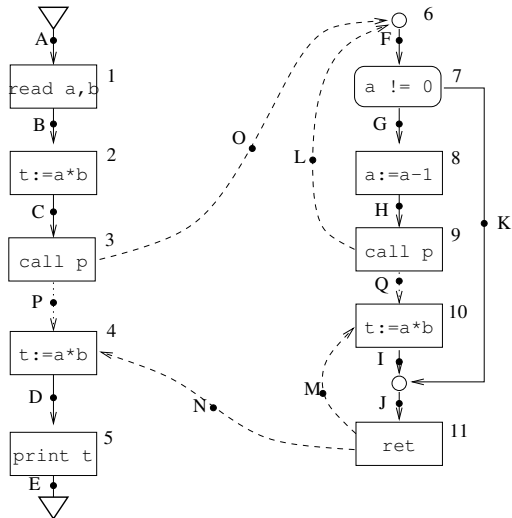 A
1
read a,b
B
2
t:=a*b
C
3
call p
P
4
t:=a*b
D
5
print t
E
O
L
N
M
6
F
7
a != 0
G
K
8
a:=a-1
H
9
call p
Q
10
t:=a*b
I
J
11
ret